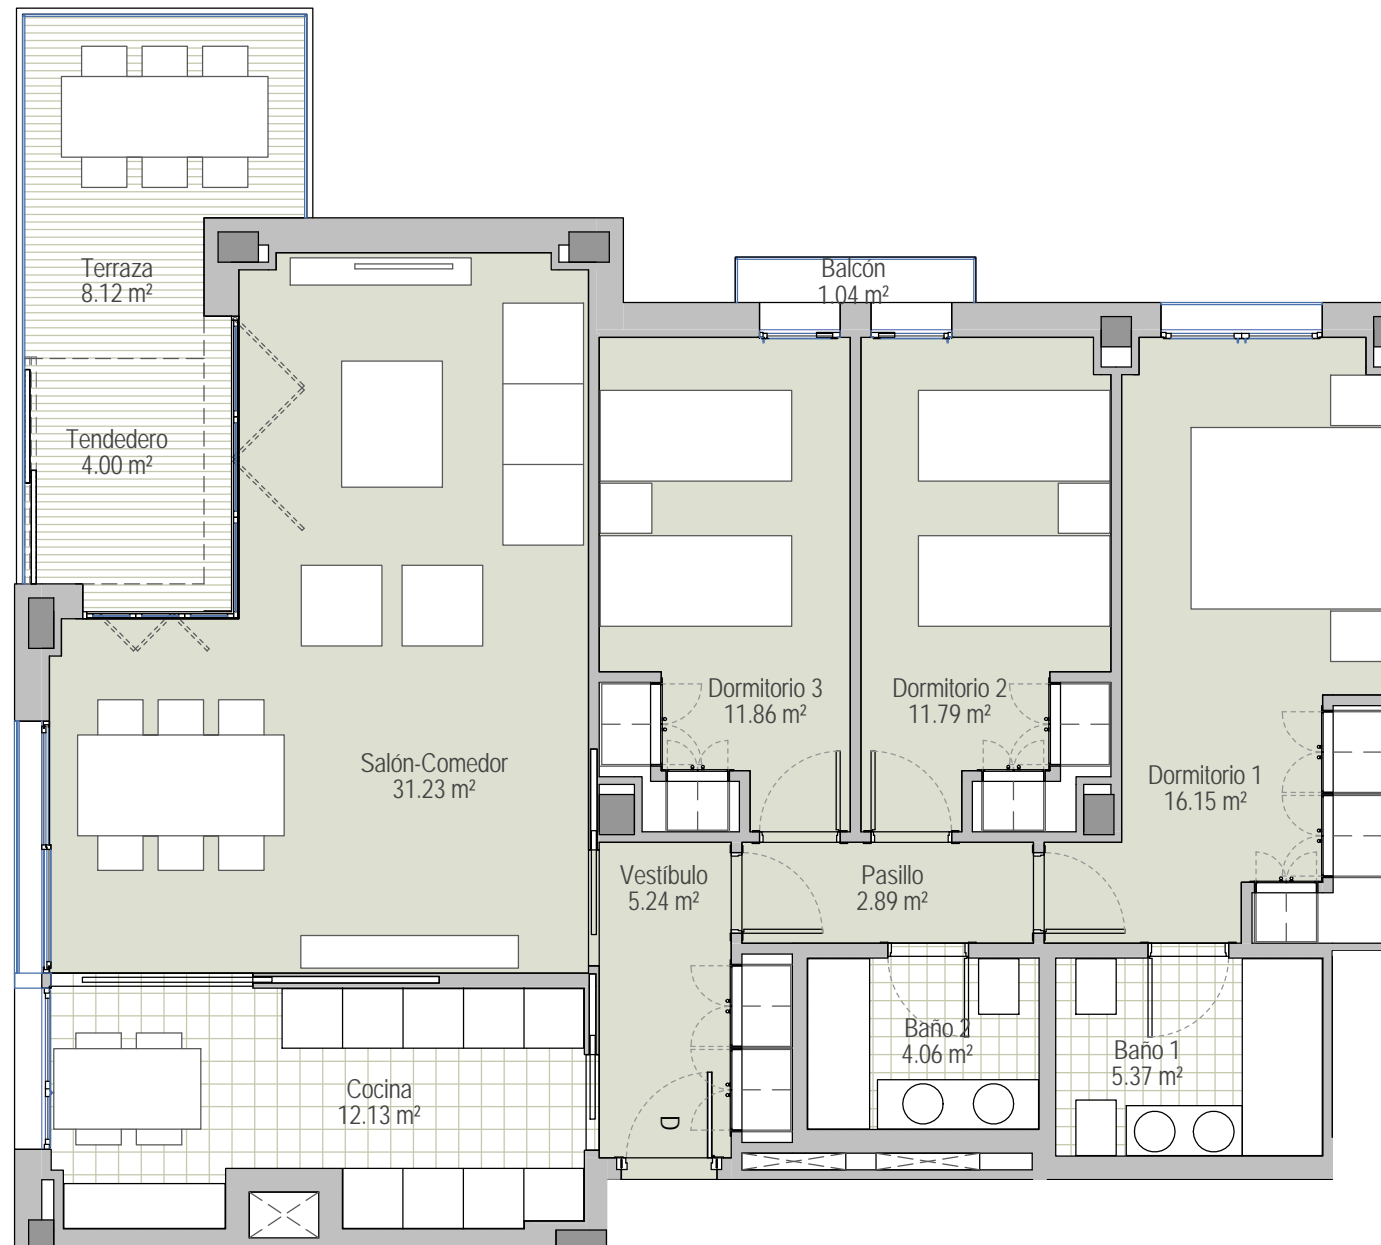 Terraza
8.12 m²
Balcón
1.04 m²
Tendedero
4.00 m²
Dormitorio 3
11.86 m²
Dormitorio 2
11.79 m²
Salón-Comedor
31.23 m²
Dormitorio 1
16.15 m²
Vestíbulo
5.24 m²
Pasillo
2.89 m²
Baño 2
4.06 m²
Baño 1
5.37 m²
Cocina
12.13 m²
D